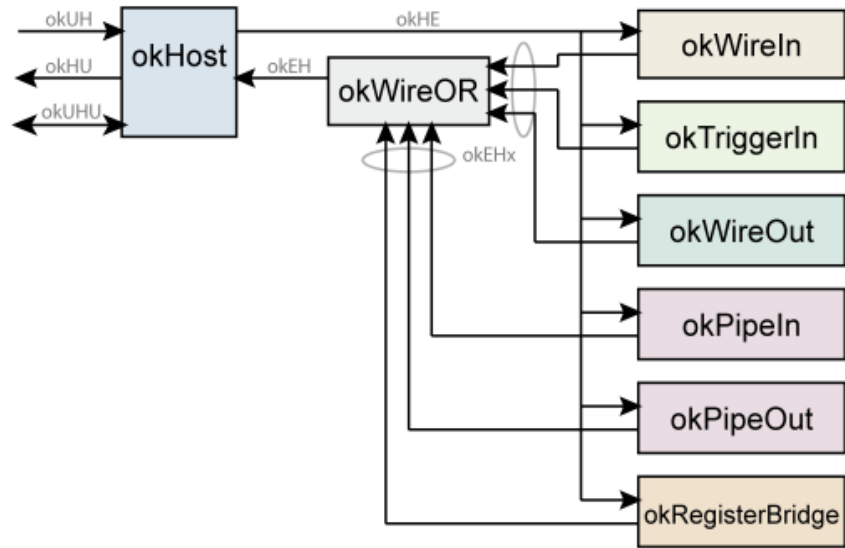 okUH
okHE
okWireIn
okHost
okHU
okEH
okWireOR
okUHU
okTriggerIn
okEHx
okWireOut
okPipeIn
okPipeOut
okRegisterBridge